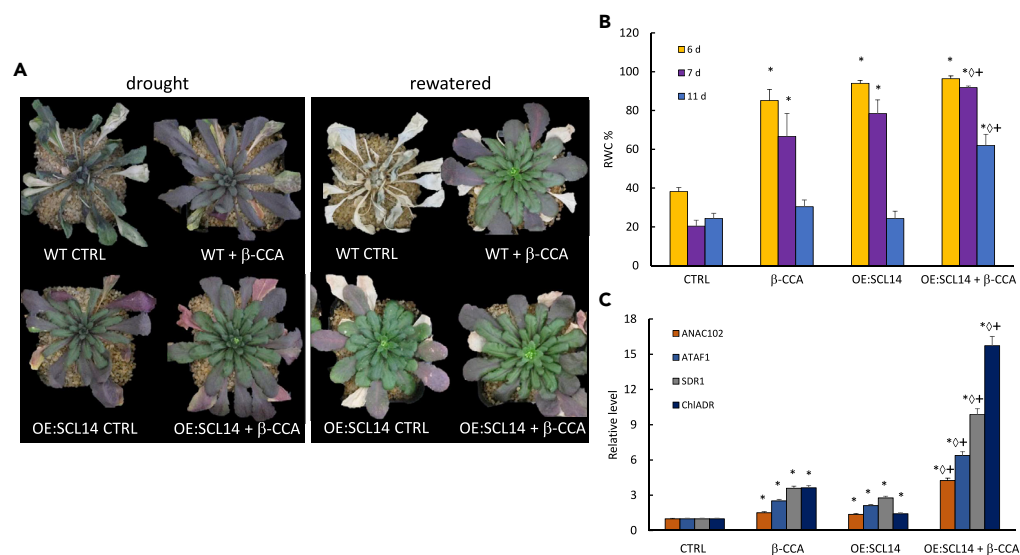 A
drought
rewatered
WT CTRL
WT + β-CCA
WT CTRL
WT + β-CCA
OE:SCL14 CTRL
OE:SCL14 + β-CCA
OE:SCL14 CTRL
OE:SCL14 + β-CCA
B
120
100
80
60
40
20
0
RWC %
6 d
7 d
11 d
*
*
*
*
*
*◊+
*◊+
CTRL
β-CCA
OE:SCL14
OE:SCL14 + β-CCA
C
18
15
12
9
6
3
0
Relative level
ANAC102
ATAF1
SDR1
ChlADR
*
*
*
*
*
*
*
*
*◊+
*◊+
*◊+
*◊+
CTRL
β-CCA
OE:SCL14
OE:SCL14 + β-CCA